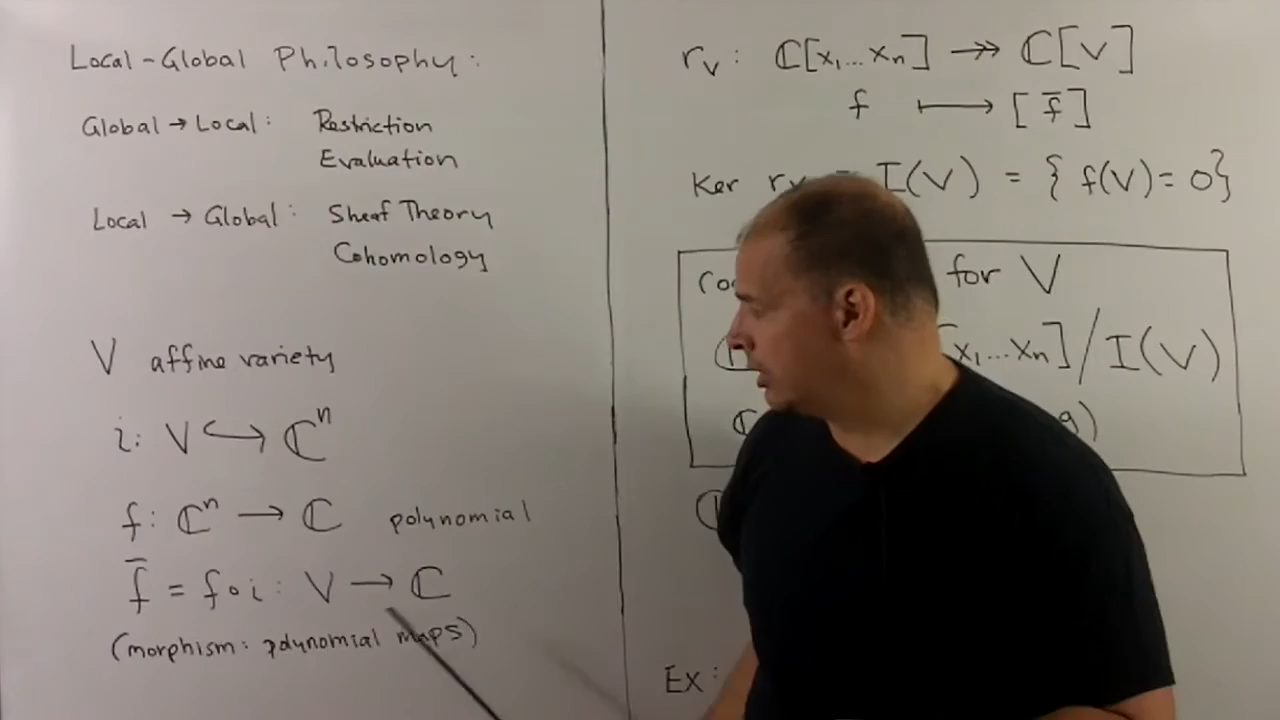 Local-Global Philosophy:
Global → Local: Restriction
Evaluation
Local → Global: Sheaf Theory
Cohomology
V affine variety
i: V ↪ ℂⁿ
f: ℂⁿ → ℂ polynomial
f̄ = f∘i: V → ℂ
(morphism: polynomial maps)
r_V: ℂ[x₁...xₙ] ↠ ℂ[V]
f ↦ [f̄]
Ker r_V = I(V) = { f(V)=0}
for V
x₁...xₙ]/I(V)
Ex: